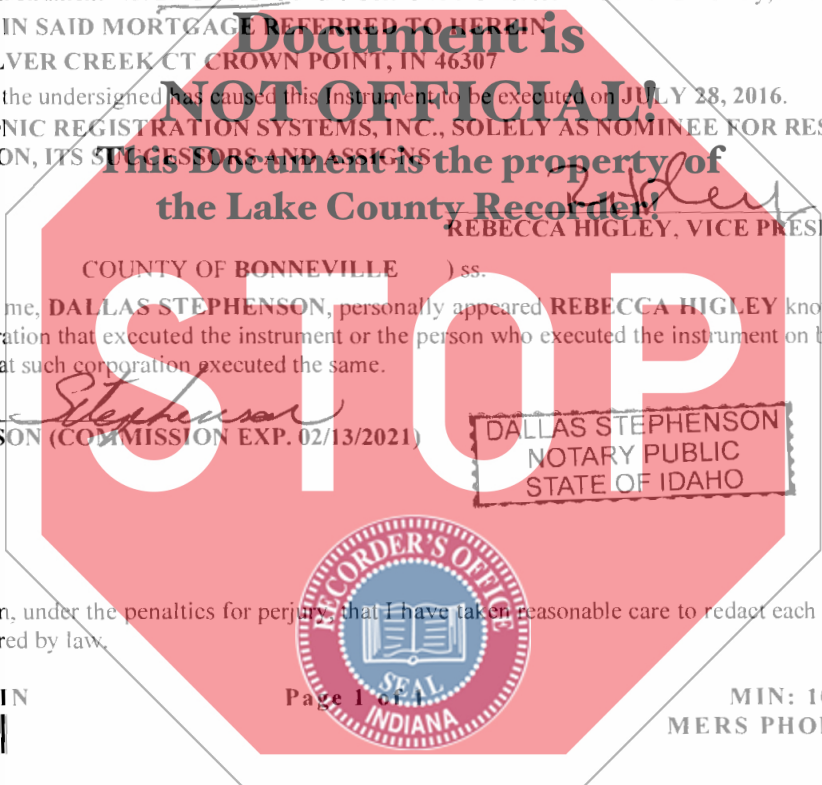 Document is
IN SAID MORTGAGE REFERRED TO HEREIN
VER CREEK CT CROWN POINT, IN 46307
NOT OFFICIAL!
the undersigned has caused this Instrument to be executed on JULY 28, 2016.
NIC REGISTRATION SYSTEMS, INC., SOLELY AS NOMINEE FOR RES
ON, ITS SUCCESSORS AND ASSIGNS
This Document is the property of
the Lake County Recorder!
REBECCA HIGLEY, VICE PRES
COUNTY OF BONNEVILLE ) ss.
me, DALLAS STEPHENSON, personally appeared REBECCA HIGLEY kno
ration that executed the instrument or the person who executed the instrument on b
at such corporation executed the same.
STOP
Stephenson
SON (COMMISSION EXP. 02/13/2021)
DALLAS STEPHENSON
NOTARY PUBLIC
STATE OF IDAHO
RECORDER'S OFFICE
SEAL
INDIANA
n, under the penalties for perjury, that I have taken reasonable care to redact each
red by law.
IN Page 1 of 1 MIN: 10
MERS PHO